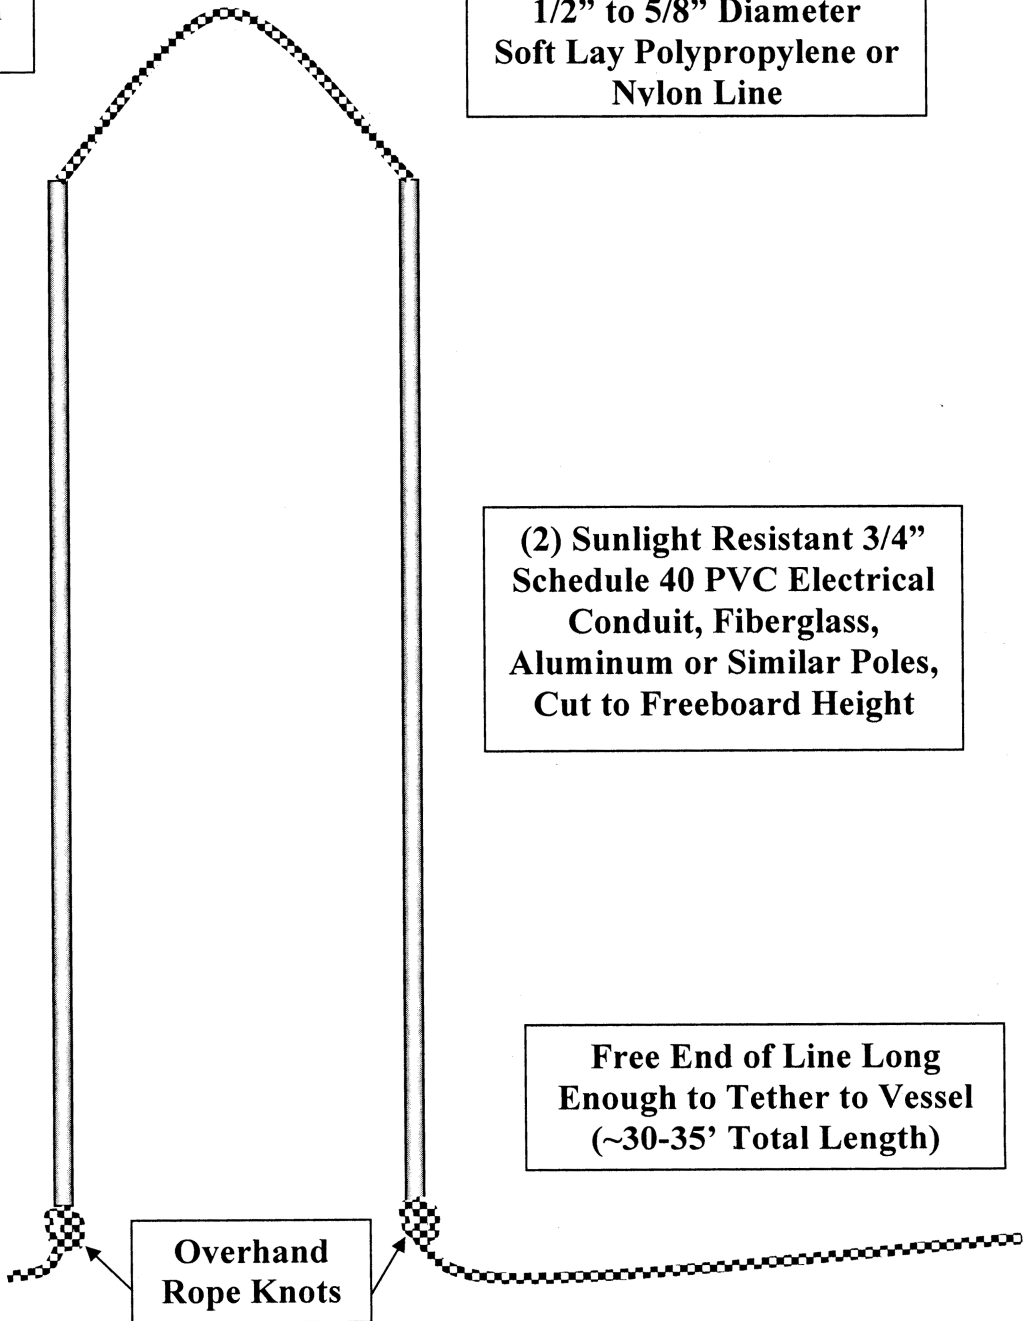 1/2” to 5/8” Diameter
Soft Lay Polypropylene or
Nylon Line
(2) Sunlight Resistant 3/4”
Schedule 40 PVC Electrical
Conduit, Fiberglass,
Aluminum or Similar Poles,
Cut to Freeboard Height
Free End of Line Long
Enough to Tether to Vessel
(~30-35’ Total Length)
Overhand
Rope Knots